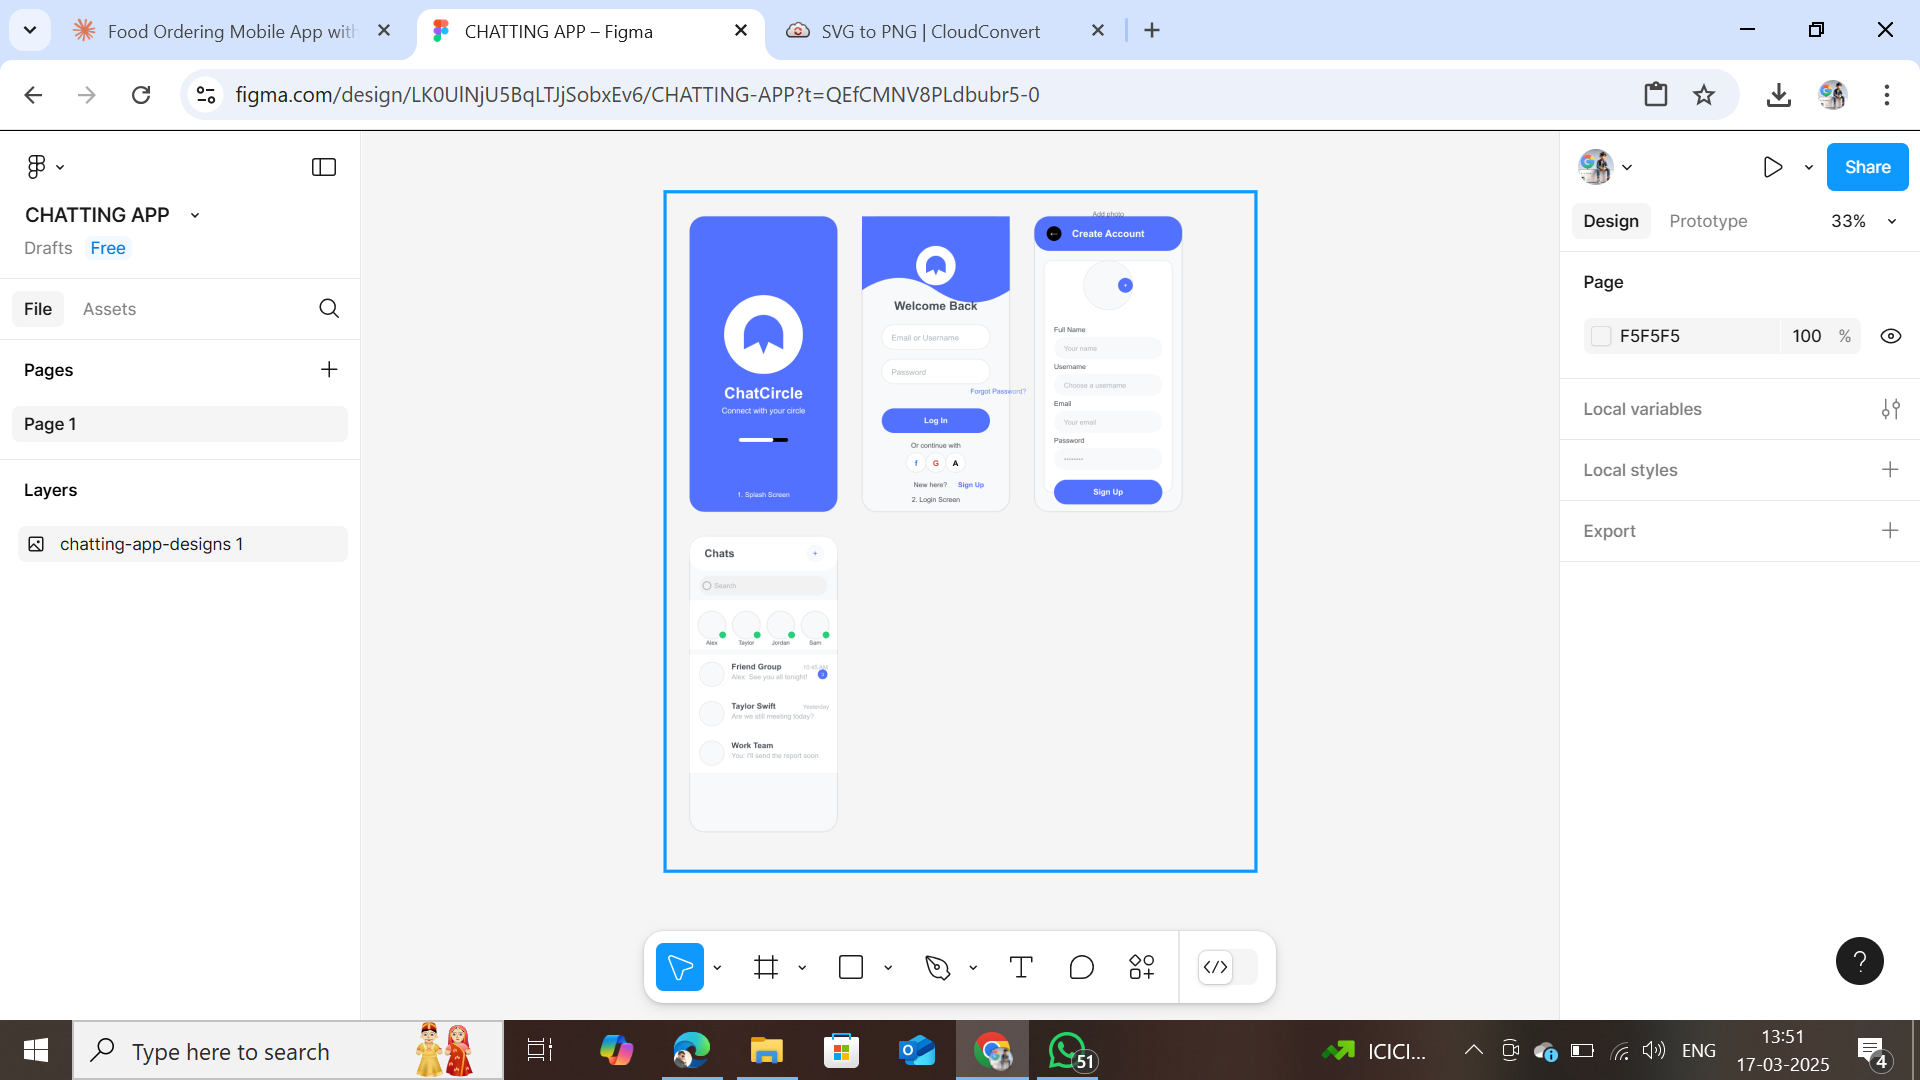 Food Ordering Mobile App with
CHATTING APP – Figma
SVG to PNG | CloudConvert
figma.com/design/LK0UlNjU5BqLTJjSobxEv6/CHATTING-APP?t=QEfCMNV8PLdbubr5-0
CHATTING APP
Drafts Free
File Assets
Pages
Page 1
Layers
chatting-app-designs 1
ChatCircle
Connect with your circle
1. Splash Screen
Welcome Back
Email or Username
Password
Forgot Password?
Log In
Or continue with
f G A
New here? Sign Up
2. Login Screen
Add photo
← Create Account
+
Full Name
Your name
Username
Choose a username
Email
Your email
Password
••••••••
Sign Up
Chats +
Search
Alex Taylor Jordan Sam
Friend Group 10:45 AM
Alex: See you all tonight! 3
Taylor Swift Yesterday
Are we still meeting today?
Work Team
You: I'll send the report soon
Share
Design Prototype 33%
Page
F5F5F5 100 %
Local variables
Local styles
Export
?
Type here to search
51
ICICI...
ENG
13:51
17-03-2025
4